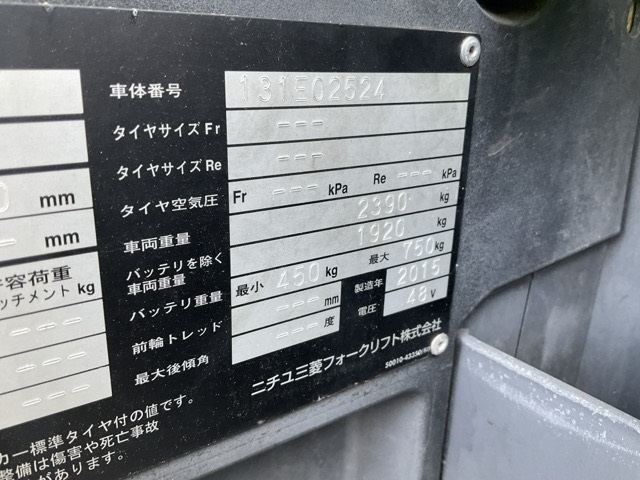 車体番号 131E02524
タイヤサイズ Fr ---
タイヤサイズ Re ---
タイヤ空気圧 Fr --- kPa Re --- kPa
車両重量 2390 kg
バッテリを除く車両重量 1920 kg
バッテリ重量 最小 450 kg 最大 750 kg
前輪トレッド --- mm 製造年 2015
最大後傾角 --- 度 電圧 48 V
ニチユ三菱フォークリフト株式会社
0 mm
- mm
容荷重
ッチメント kg
---
---
---
カー標準タイヤ付の値です。
整備は傷害や死亡事故
があります。